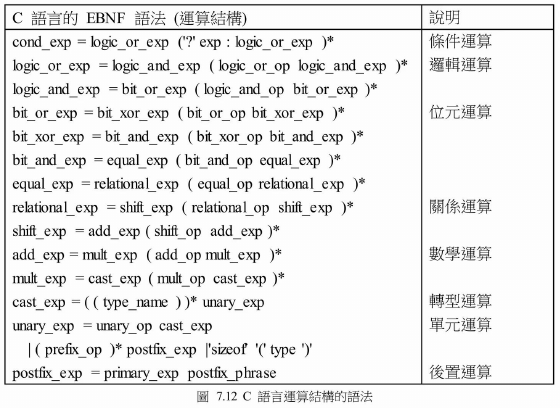 C 語言的 EBNF 語法 (運算結構) 說明
cond_exp = logic_or_exp ('?' exp : logic_or_exp )* 條件運算
logic_or_exp = logic_and_exp ( logic_or_op logic_and_exp )* 邏輯運算
logic_and_exp = bit_or_exp ( logic_and_op bit_or_exp )*
bit_or_exp = bit_xor_exp ( bit_or_op bit_xor_exp )* 位元運算
bit_xor_exp = bit_and_exp ( bit_xor_op bit_and_exp )*
bit_and_exp = equal_exp ( bit_and_op equal_exp )*
equal_exp = relational_exp ( equal_op relational_exp )*
relational_exp = shift_exp ( relational_op shift_exp )* 關係運算
shift_exp = add_exp ( shift_op add_exp )*
add_exp = mult_exp ( add_op mult_exp )* 數學運算
mult_exp = cast_exp ( mult_op cast_exp )*
cast_exp = ( ( type_name ) )* unary_exp 轉型運算
unary_exp = unary_op cast_exp 單元運算
| ( prefix_op )* postfix_exp |'sizeof' '(' type ')'
postfix_exp = primary_exp postfix_phrase 後置運算
圖 7.12 C 語言運算結構的語法